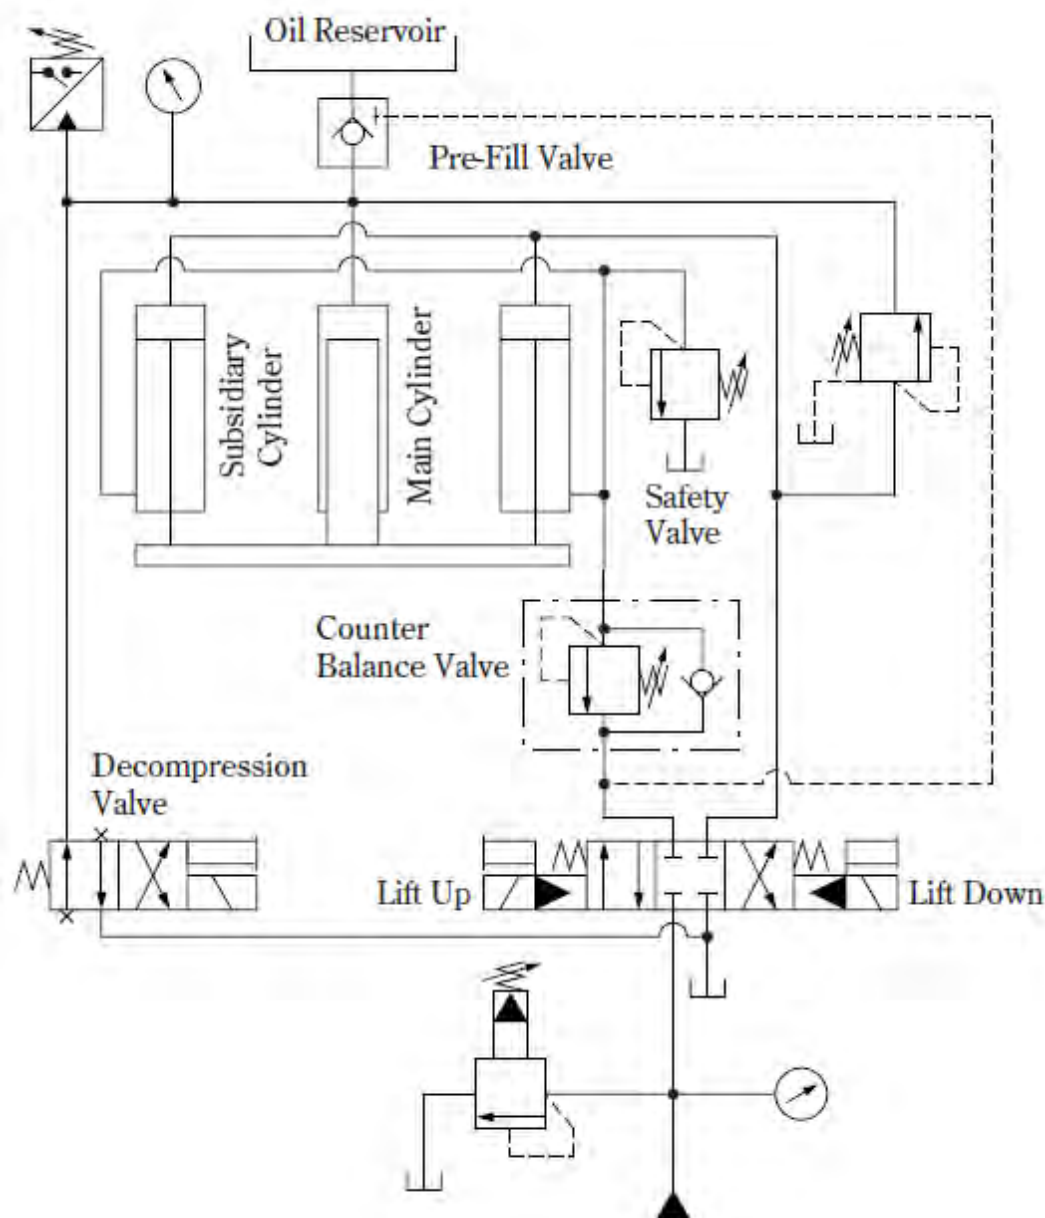 Oil Reservoir
Pre-Fill Valve
Subsidiary
Cylinder
Main Cylinder
Safety
Valve
Counter
Balance Valve
Decompression
Valve
Lift Up
Lift Down